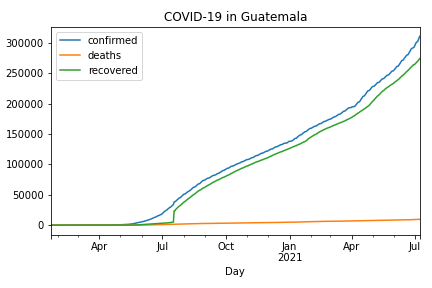 COVID-19 in Guatemala
confirmed
deaths
recovered
300000
250000
200000
150000
100000
50000
0
Apr
Jul
Oct
Jan
2021
Apr
Jul
Day